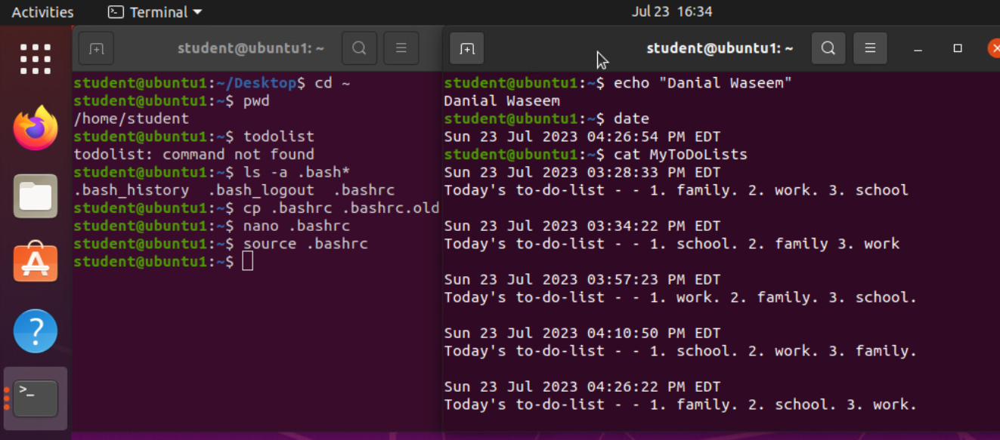 Activities
Terminal
Jul 23 16:34
student@ubuntu1: ~
student@ubuntu1:~/Desktop$ cd ~
student@ubuntu1:~$ pwd
/home/student
student@ubuntu1:~$ todolist
todolist: command not found
student@ubuntu1:~$ ls -a .bash*
.bash_history  .bash_logout  .bashrc
student@ubuntu1:~$ cp .bashrc .bashrc.old
student@ubuntu1:~$ nano .bashrc
student@ubuntu1:~$ source .bashrc
student@ubuntu1:~$
student@ubuntu1: ~
student@ubuntu1:~$ echo "Danial Waseem"
Danial Waseem
student@ubuntu1:~$ date
Sun 23 Jul 2023 04:26:54 PM EDT
student@ubuntu1:~$ cat MyToDoLists
Sun 23 Jul 2023 03:28:33 PM EDT
Today's to-do-list - - 1. family. 2. work. 3. school
Sun 23 Jul 2023 03:34:22 PM EDT
Today's to-do-list - - 1. school. 2. family 3. work
Sun 23 Jul 2023 03:57:23 PM EDT
Today's to-do-list - - 1. work. 2. family. 3. school.
Sun 23 Jul 2023 04:10:50 PM EDT
Today's to-do-list - - 1. school. 2. work. 3. family.
Sun 23 Jul 2023 04:26:22 PM EDT
Today's to-do-list - - 1. family. 2. school. 3. work.